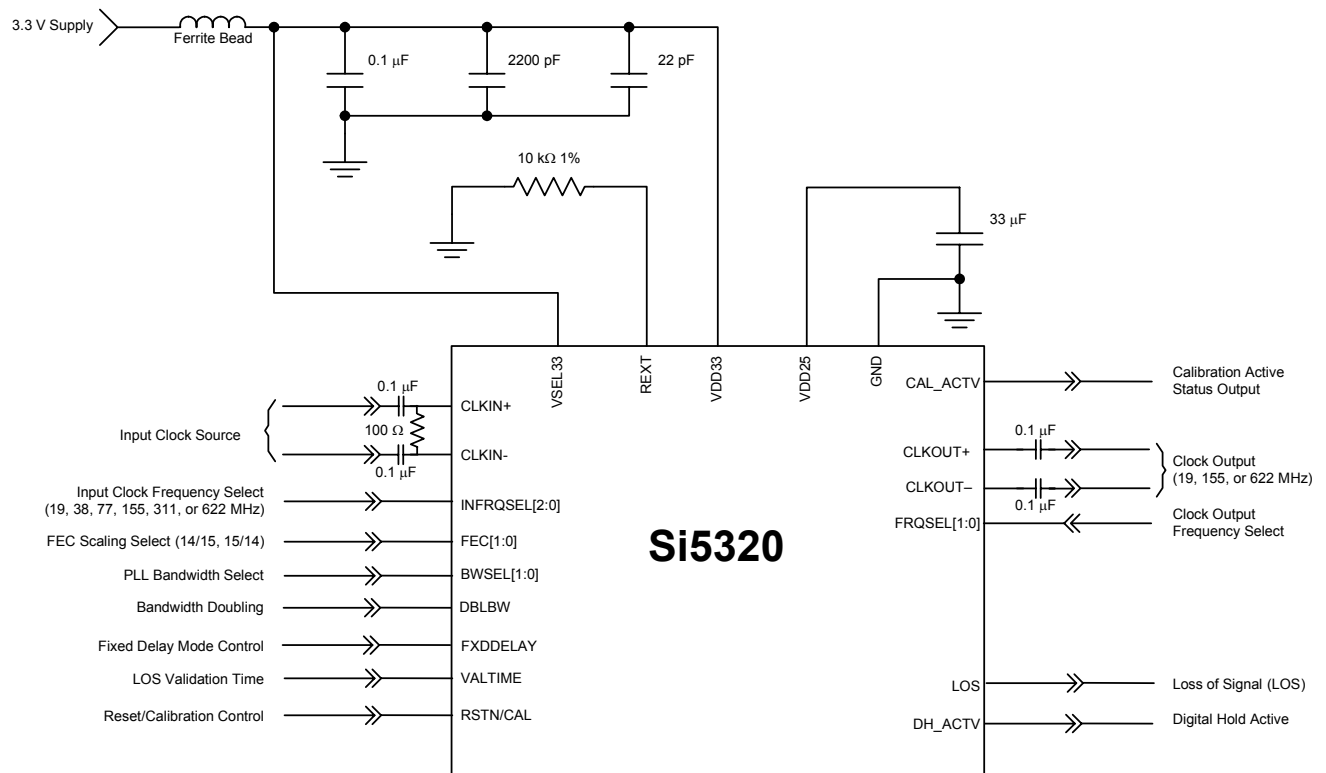 3.3 V Supply
Ferrite Bead
0.1 μF
2200 pF
22 pF
10 kΩ 1%
33 μF
VSEL33
REXT
VDD33
VDD25
GND
Input Clock Source
0.1 μF
100 Ω
0.1 μF
CLKIN+
CLKIN-
Input Clock Frequency Select
(19, 38, 77, 155, 311, or 622 MHz)
INFRQSEL[2:0]
FEC Scaling Select (14/15, 15/14)
FEC[1:0]
PLL Bandwidth Select
BWSEL[1:0]
Bandwidth Doubling
DBLBW
Fixed Delay Mode Control
FXDDELAY
LOS Validation Time
VALTIME
Reset/Calibration Control
RSTN/CAL
Si5320
CAL_ACTV
Calibration Active
Status Output
CLKOUT+
0.1 μF
CLKOUT–
0.1 μF
Clock Output
(19, 155, or 622 MHz)
FRQSEL[1:0]
Clock Output
Frequency Select
LOS
Loss of Signal (LOS)
DH_ACTV
Digital Hold Active